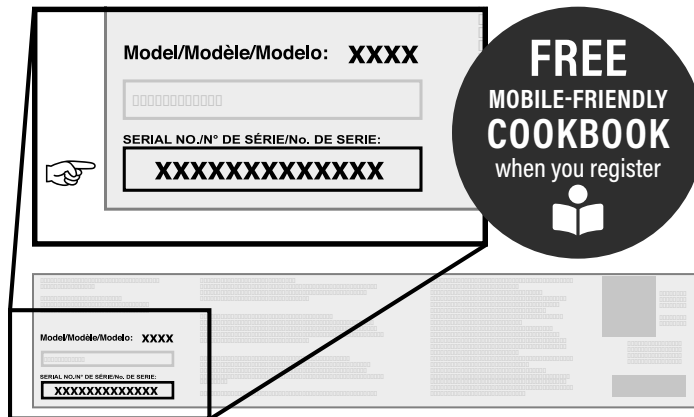 Model/Modèle/Modelo: XXXX
SERIAL NO./N° DE SÉRIE/No. DE SERIE:
XXXXXXXXXXXXX
FREE
MOBILE-FRIENDLY
COOKBOOK
when you register
Model/Modèle/Modelo: XXXX
SERIAL NO./N° DE SÉRIE/No. DE SERIE:
XXXXXXXXXXXXX